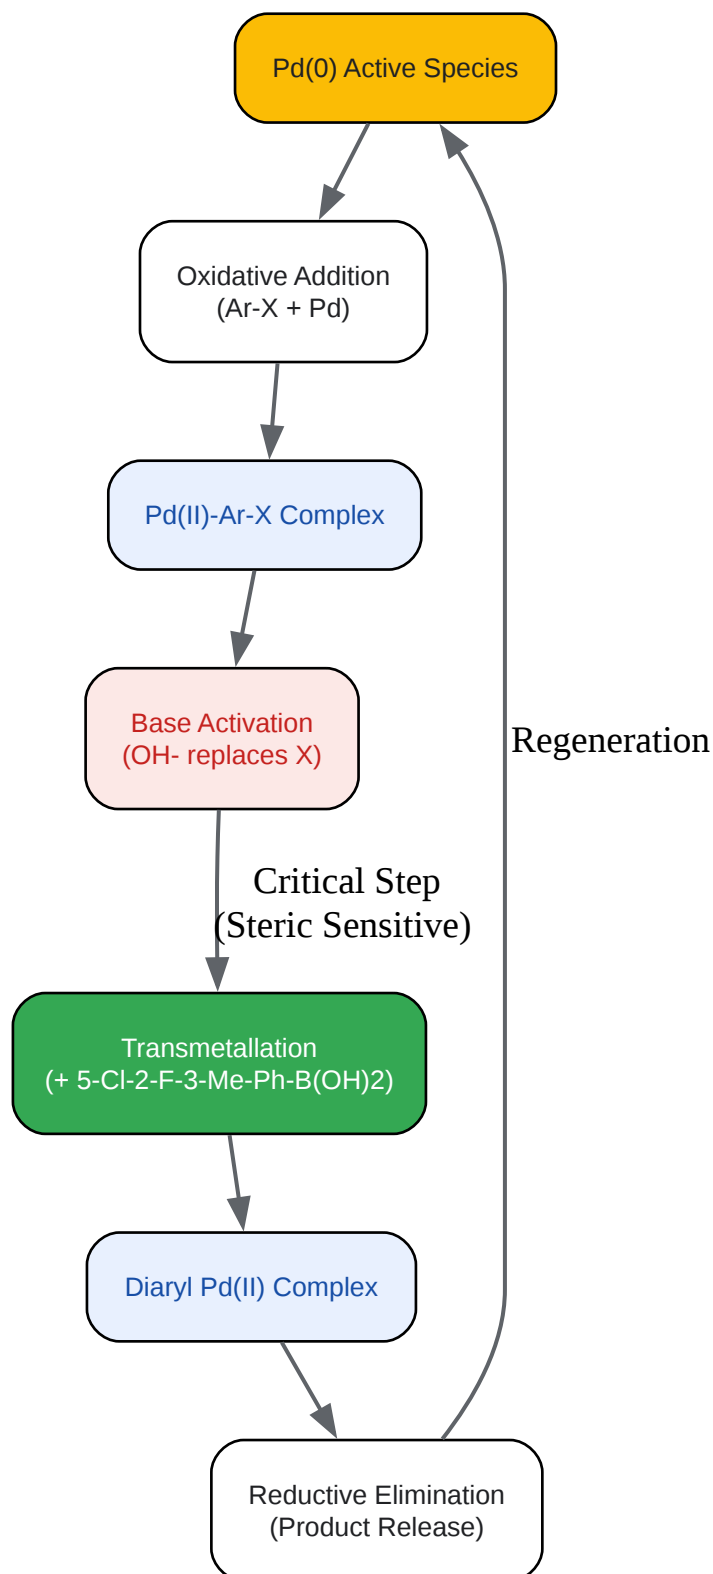 Pd(0) Active Species
Oxidative Addition
(Ar-X + Pd)
Pd(II)-Ar-X Complex
Base Activation
(OH- replaces X)
Regeneration
Critical Step
(Steric Sensitive)
Transmetallation
(+ 5-Cl-2-F-3-Me-Ph-B(OH)2)
Diaryl Pd(II) Complex
Reductive Elimination
(Product Release)